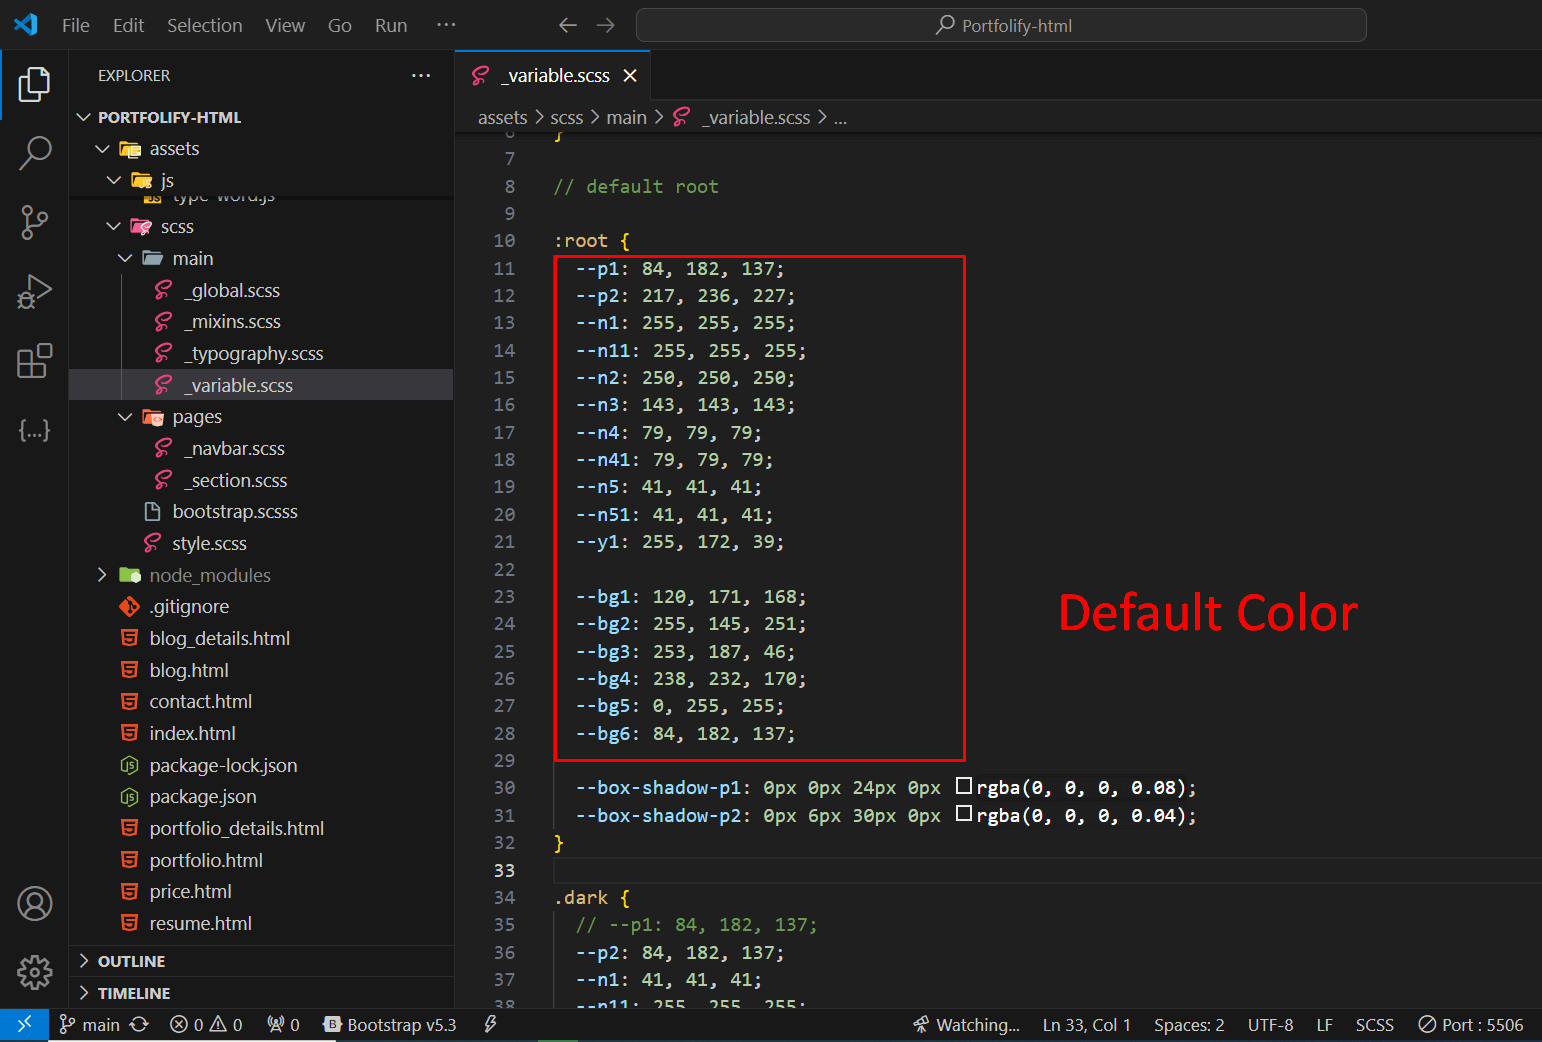 File Edit Selection View Go Run ···
Portfolify-html
EXPLORER ···
PORTFOLIFY-HTML
assets
js
type-word.js
scss
main
_global.scss
_mixins.scss
_typography.scss
_variable.scss
pages
_navbar.scss
_section.scss
bootstrap.scsss
style.scss
node_modules
.gitignore
blog_details.html
blog.html
contact.html
index.html
package-lock.json
package.json
portfolio_details.html
portfolio.html
price.html
resume.html
OUTLINE
TIMELINE
_variable.scss
assets > scss > main > _variable.scss > ...
6 }
7
8 // default root
9
10 :root {
11 --p1: 84, 182, 137;
12 --p2: 217, 236, 227;
13 --n1: 255, 255, 255;
14 --n11: 255, 255, 255;
15 --n2: 250, 250, 250;
16 --n3: 143, 143, 143;
17 --n4: 79, 79, 79;
18 --n41: 79, 79, 79;
19 --n5: 41, 41, 41;
20 --n51: 41, 41, 41;
21 --y1: 255, 172, 39;
22
23 --bg1: 120, 171, 168;
24 --bg2: 255, 145, 251;
25 --bg3: 253, 187, 46;
26 --bg4: 238, 232, 170;
27 --bg5: 0, 255, 255;
28 --bg6: 84, 182, 137;
29
30 --box-shadow-p1: 0px 0px 24px 0px rgba(0, 0, 0, 0.08);
31 --box-shadow-p2: 0px 6px 30px 0px rgba(0, 0, 0, 0.04);
32 }
33
34 .dark {
35 // --p1: 84, 182, 137;
36 --p2: 84, 182, 137;
37 --n1: 41, 41, 41;
38 --n11: 255, 255, 255;
Default Color
main 0 0 0 Bootstrap v5.3 Watching... Ln 33, Col 1 Spaces: 2 UTF-8 LF SCSS Port : 5506